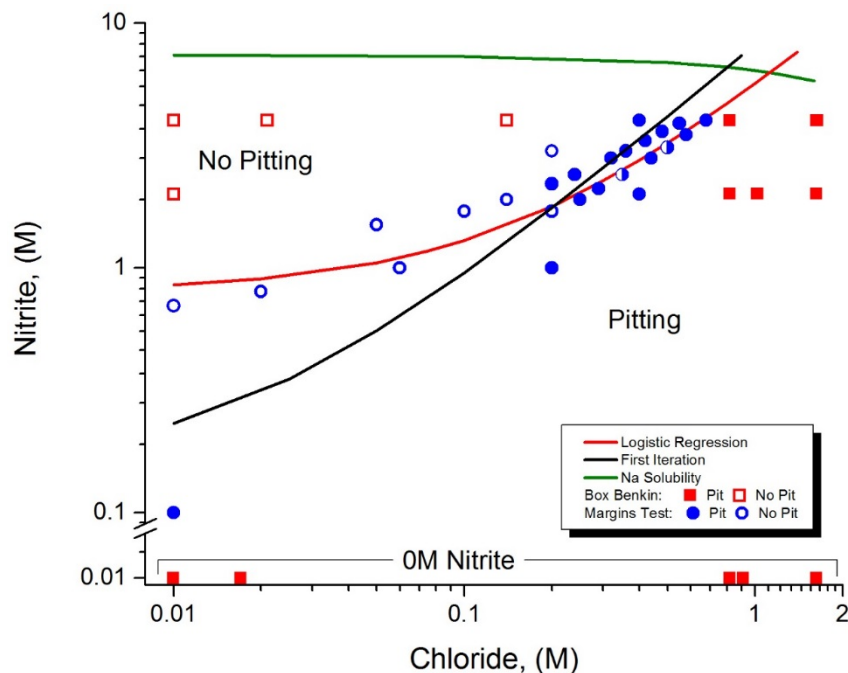 10
1
0.1
0.01
Nitrite, (M)
No Pitting
Pitting
Logistic Regression
First Iteration
Na Solubility
Box Benkin: Pit No Pit
Margins Test: Pit No Pit
0M Nitrite
0.01 0.1 1 2
Chloride, (M)